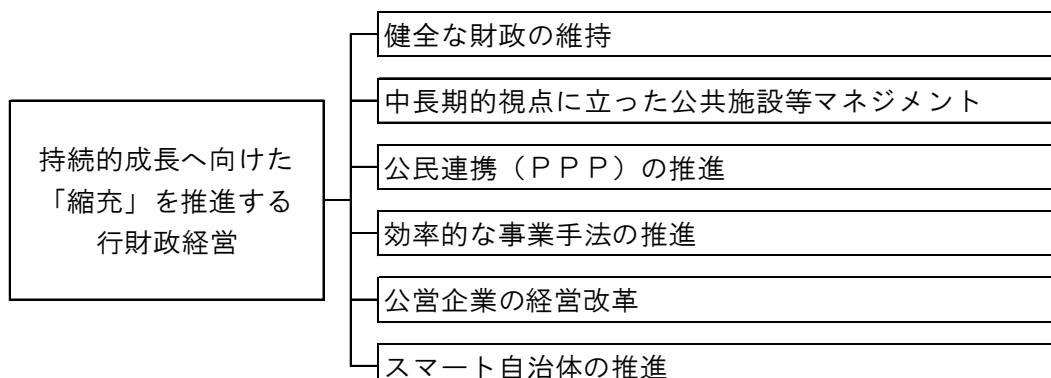 持続的成長へ向けた
「縮充」を推進する
行財政経営
健全な財政の維持
中長期的視点に立った公共施設等マネジメント
公民連携（ＰＰＰ）の推進
効率的な事業手法の推進
公営企業の経営改革
スマート自治体の推進